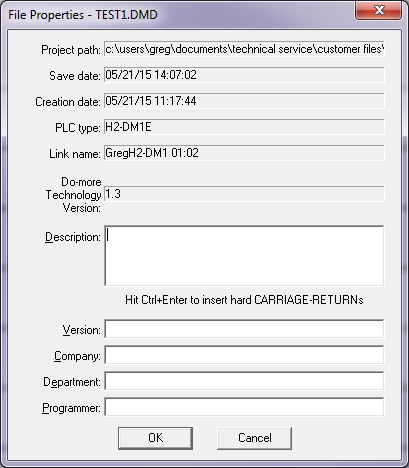 File Properties - TEST1.DMD
Project path: c:\users\greg\documents\technical service\customer files\
Save date: 05/21/15 14:07:02
Creation date: 05/21/15 11:17:44
PLC type: H2-DM1E
Link name: GregH2-DM1 01:02
Do-more
Technology
Version: 1.3
Description:
Hit Ctrl+Enter to insert hard CARRIAGE-RETURNs
Version:
Company:
Department:
Programmer:
OK Cancel